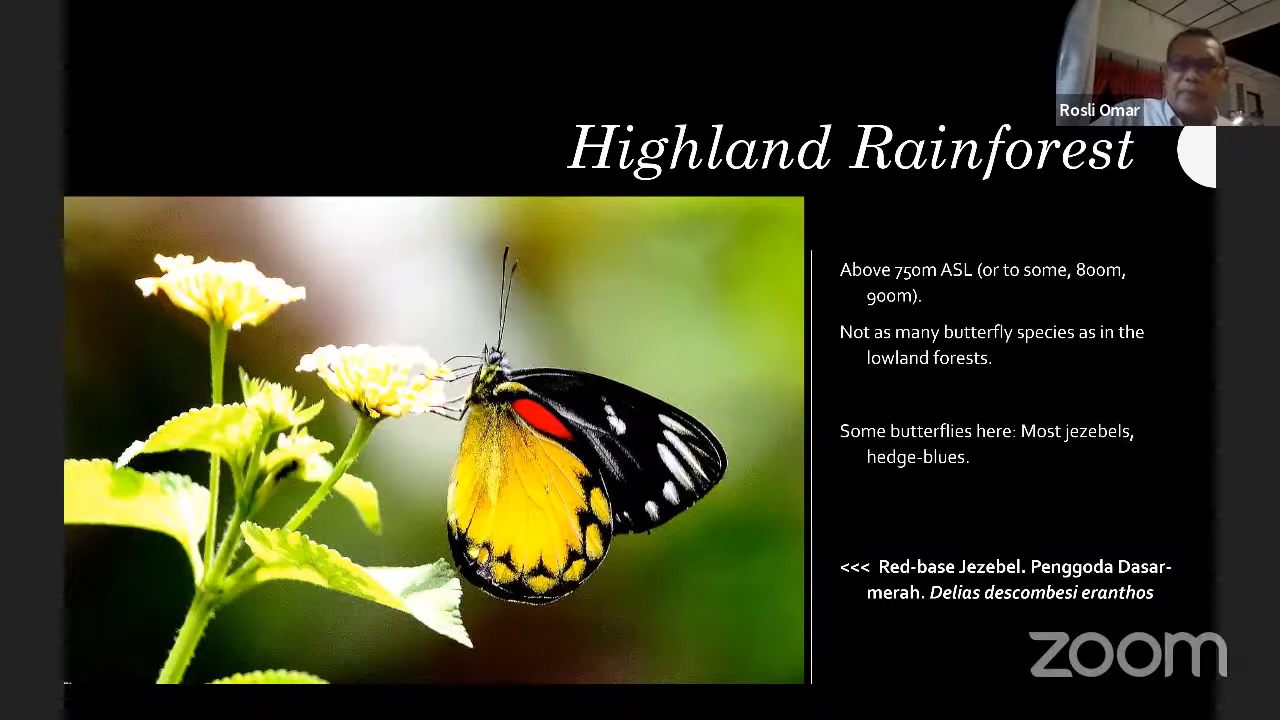 Rosli Omar
Highland Rainforest
Above 750m ASL (or to some, 800m,
900m).
Not as many butterfly species as in the
lowland forests.
Some butterflies here: Most jezebels,
hedge-blues.
<<< Red-base Jezebel. Penggoda Dasar-
merah. Delias descombesi eranthos
zoom